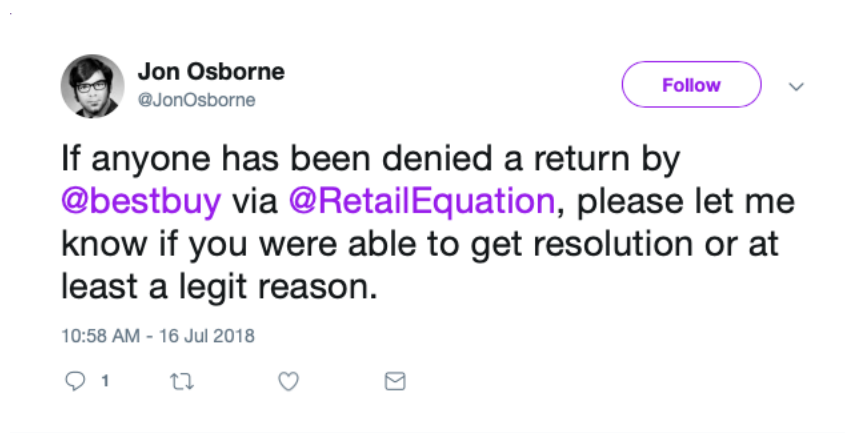 Jon Osborne
@JonOsborne
Follow
If anyone has been denied a return by
@bestbuy via @RetailEquation, please let me
know if you were able to get resolution or at
least a legit reason.
10:58 AM - 16 Jul 2018
1